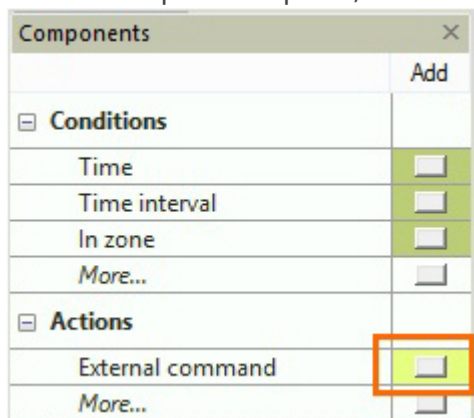 Components
Add
Conditions
Time
Time interval
In zone
More...
Actions
External command
More...